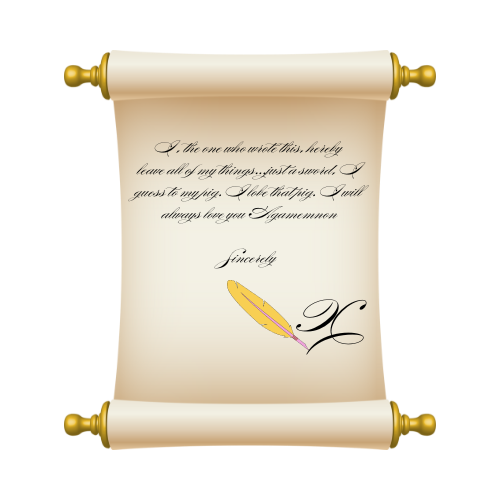 I, the one who wrote this, hereby
leave all of my things...just a sword, I
guess to my pig. I lobe that pig. I will
always love you Agamemnon
Sincerely
X